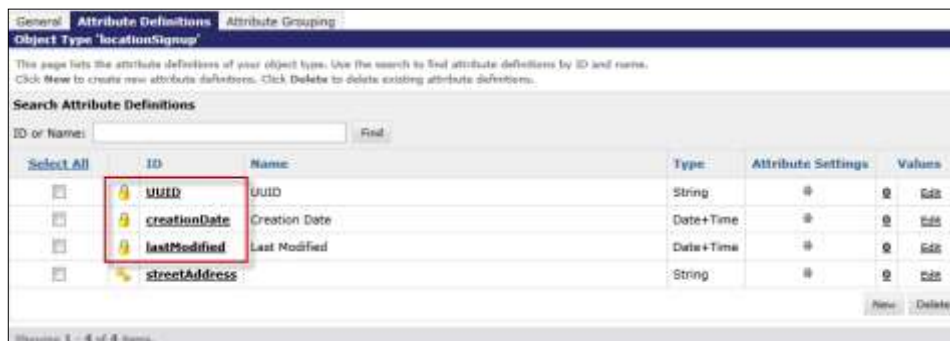 General Attribute Definitions Attribute Grouping
Object Type 'locationSignup'
This page lists the attribute definitions of your object type. Use the search to find attribute definitions by ID and name.
Click New to create new attribute definitions. Click Delete to delete existing attribute definitions.
Search Attribute Definitions
ID or Name: Find
Select All ID Name Type Attribute Settings Values
UUID UUID String 0 Edit
creationDate Creation Date Date+Time 0 Edit
lastModified Last Modified Date+Time 0 Edit
streetAddress String 0 Edit
New Delete
Showing 1 - 4 of 4 items